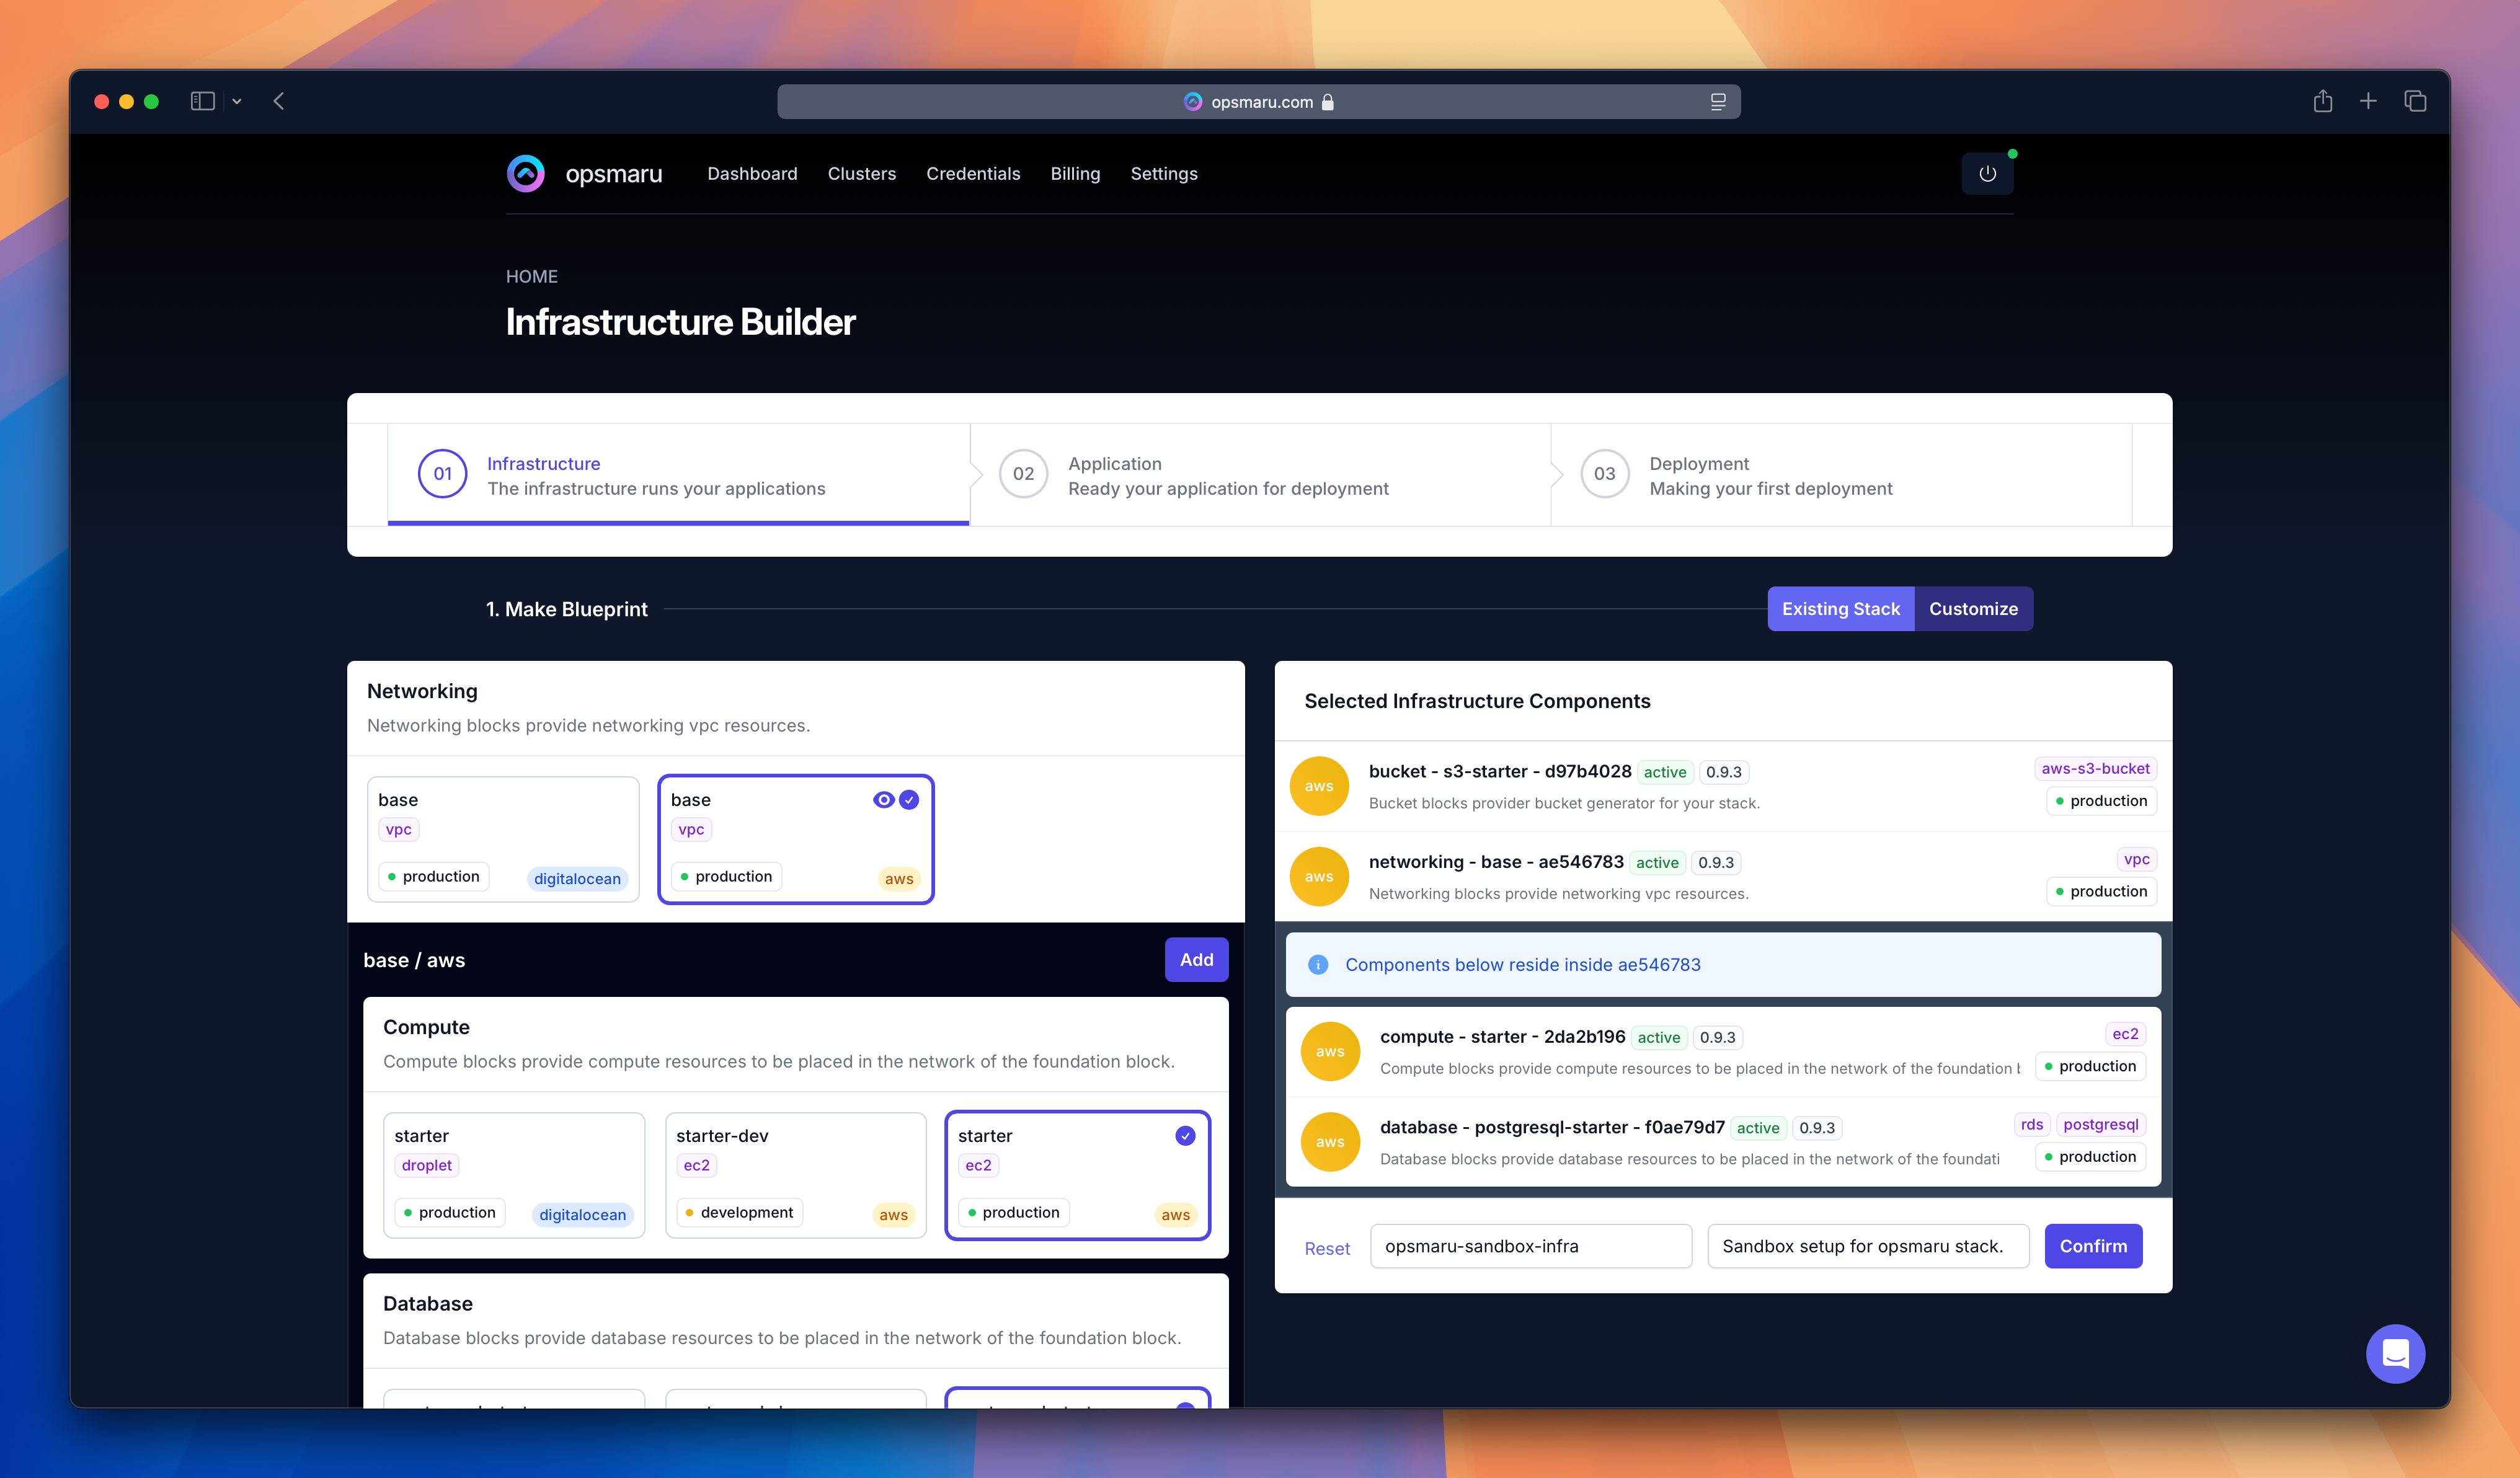 opsmaru.com
opsmaru
Dashboard
Clusters
Credentials
Billing
Settings
HOME
Infrastructure Builder
01
Infrastructure
The infrastructure runs your applications
02
Application
Ready your application for deployment
03
Deployment
Making your first deployment
1. Make Blueprint
Existing Stack
Customize
Networking
Networking blocks provide networking vpc resources.
base
vpc
production
digitalocean
base
vpc
production
aws
base / aws
Add
Compute
Compute blocks provide compute resources to be placed in the network of the foundation block.
starter
droplet
production
digitalocean
starter-dev
ec2
development
aws
starter
ec2
production
aws
Database
Database blocks provide database resources to be placed in the network of the foundation block.
Selected Infrastructure Components
aws
bucket - s3-starter - d97b4028 active 0.9.3
Bucket blocks provider bucket generator for your stack.
aws-s3-bucket
production
aws
networking - base - ae546783 active 0.9.3
Networking blocks provide networking vpc resources.
vpc
production
Components below reside inside ae546783
aws
compute - starter - 2da2b196 active 0.9.3
Compute blocks provide compute resources to be placed in the network of the foundation
ec2
production
aws
database - postgresql-starter - f0ae79d7 active 0.9.3
Database blocks provide database resources to be placed in the network of the foundati
rds postgresql
production
Reset
opsmaru-sandbox-infra
Sandbox setup for opsmaru stack.
Confirm